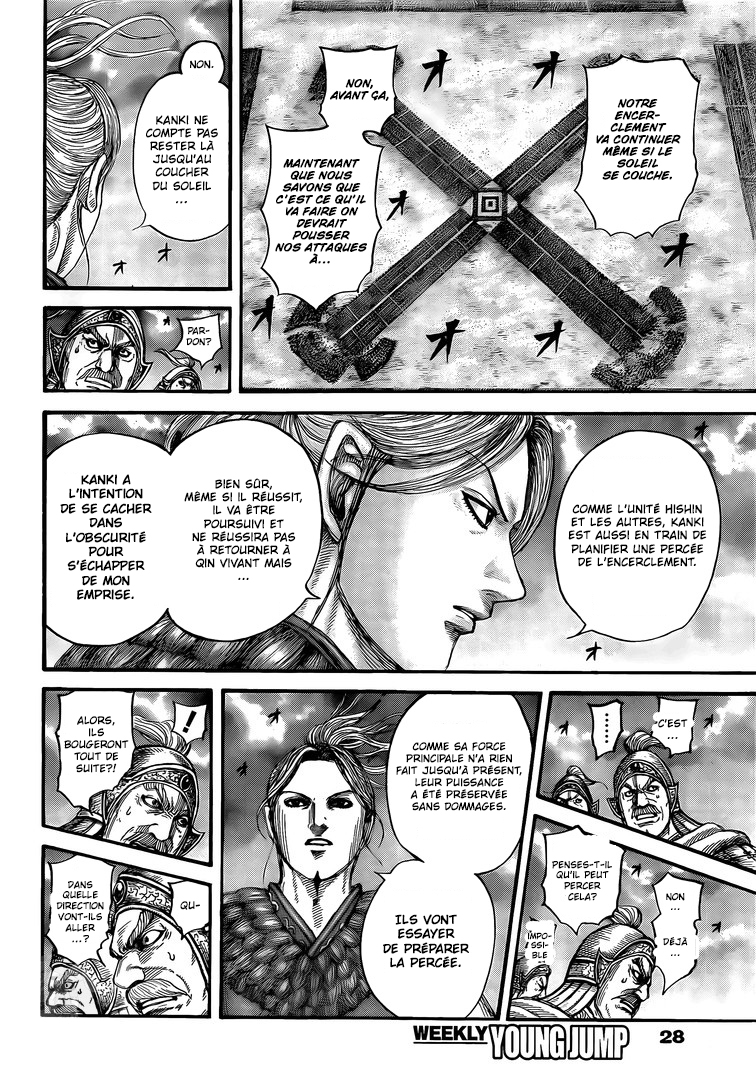 NOTRE
ENCER-
CLEMENT
VA CONTINUER
MÊME SI LE
SOLEIL
SE COUCHE.
NON,
AVANT ÇA,
MAINTENANT
QUE NOUS
SAVONS QUE
C'EST CE QU'IL
VA FAIRE ON
DEVRAIT
POUSSER
NOS ATTAQUES
À...
NON.
KANKI NE
COMPTE PAS
RESTER LÀ
JUSQU'AU
COUCHER
DU SOLEIL
...
PAR-
DON?
COMME L'UNITÉ HISHIN
ET LES AUTRES, KANKI
EST AUSSI EN TRAIN DE
PLANIFIER UNE PERCÉE
DE L'ENCERCLEMENT.
BIEN SÛR,
MÊME SI IL RÉUSSIT,
IL VA ÊTRE
POURSUIVI ET
NE RÉUSSIRA PAS
À RETOURNER À
QIN VIVANT MAIS
...
KANKI A
L'INTENTION
DE SE CACHER
DANS
L'OBSCURITÉ
POUR
S'ÉCHAPPER
DE MON
EMPRISE.
C'EST
...
......
PENSES-T-IL
QU'IL PEUT
PERCER
CELA?
NON
...
DÉJÀ
...
IMPO-
SSIBLE
COMME SA FORCE
PRINCIPALE N'A RIEN
FAIT JUSQU'À PRÉSENT,
LEUR PUISSANCE
A ÉTÉ PRÉSERVÉE
SANS DOMMAGES.
ILS VONT
ESSAYER
DE PRÉPARER
LA PERCÉE.
!
ALORS,
ILS
BOUGERONT
TOUT DE
SUITE?!
QU-
DANS
QUELLE
DIRECTION
VONT-ILS
ALLER
...?
WEEKLY YOUNG JUMP 28